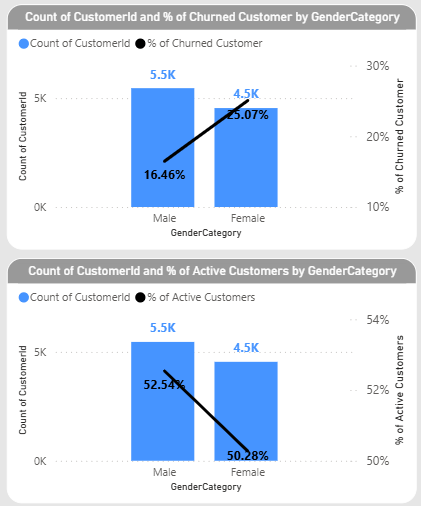 Count of CustomerId and % of Churned Customer by GenderCategory
Count of CustomerId % of Churned Customer
30%
5.5K
4.5K
5K
25.07%
20%
16.46%
0K
10%
Male Female
GenderCategory
Count of CustomerId
% of Churned Customer
Count of CustomerId and % of Active Customers by GenderCategory
Count of CustomerId % of Active Customers
54%
5.5K
4.5K
5K
52.54%
52%
50.28%
0K
50%
Male Female
GenderCategory
Count of CustomerId
% of Active Customers